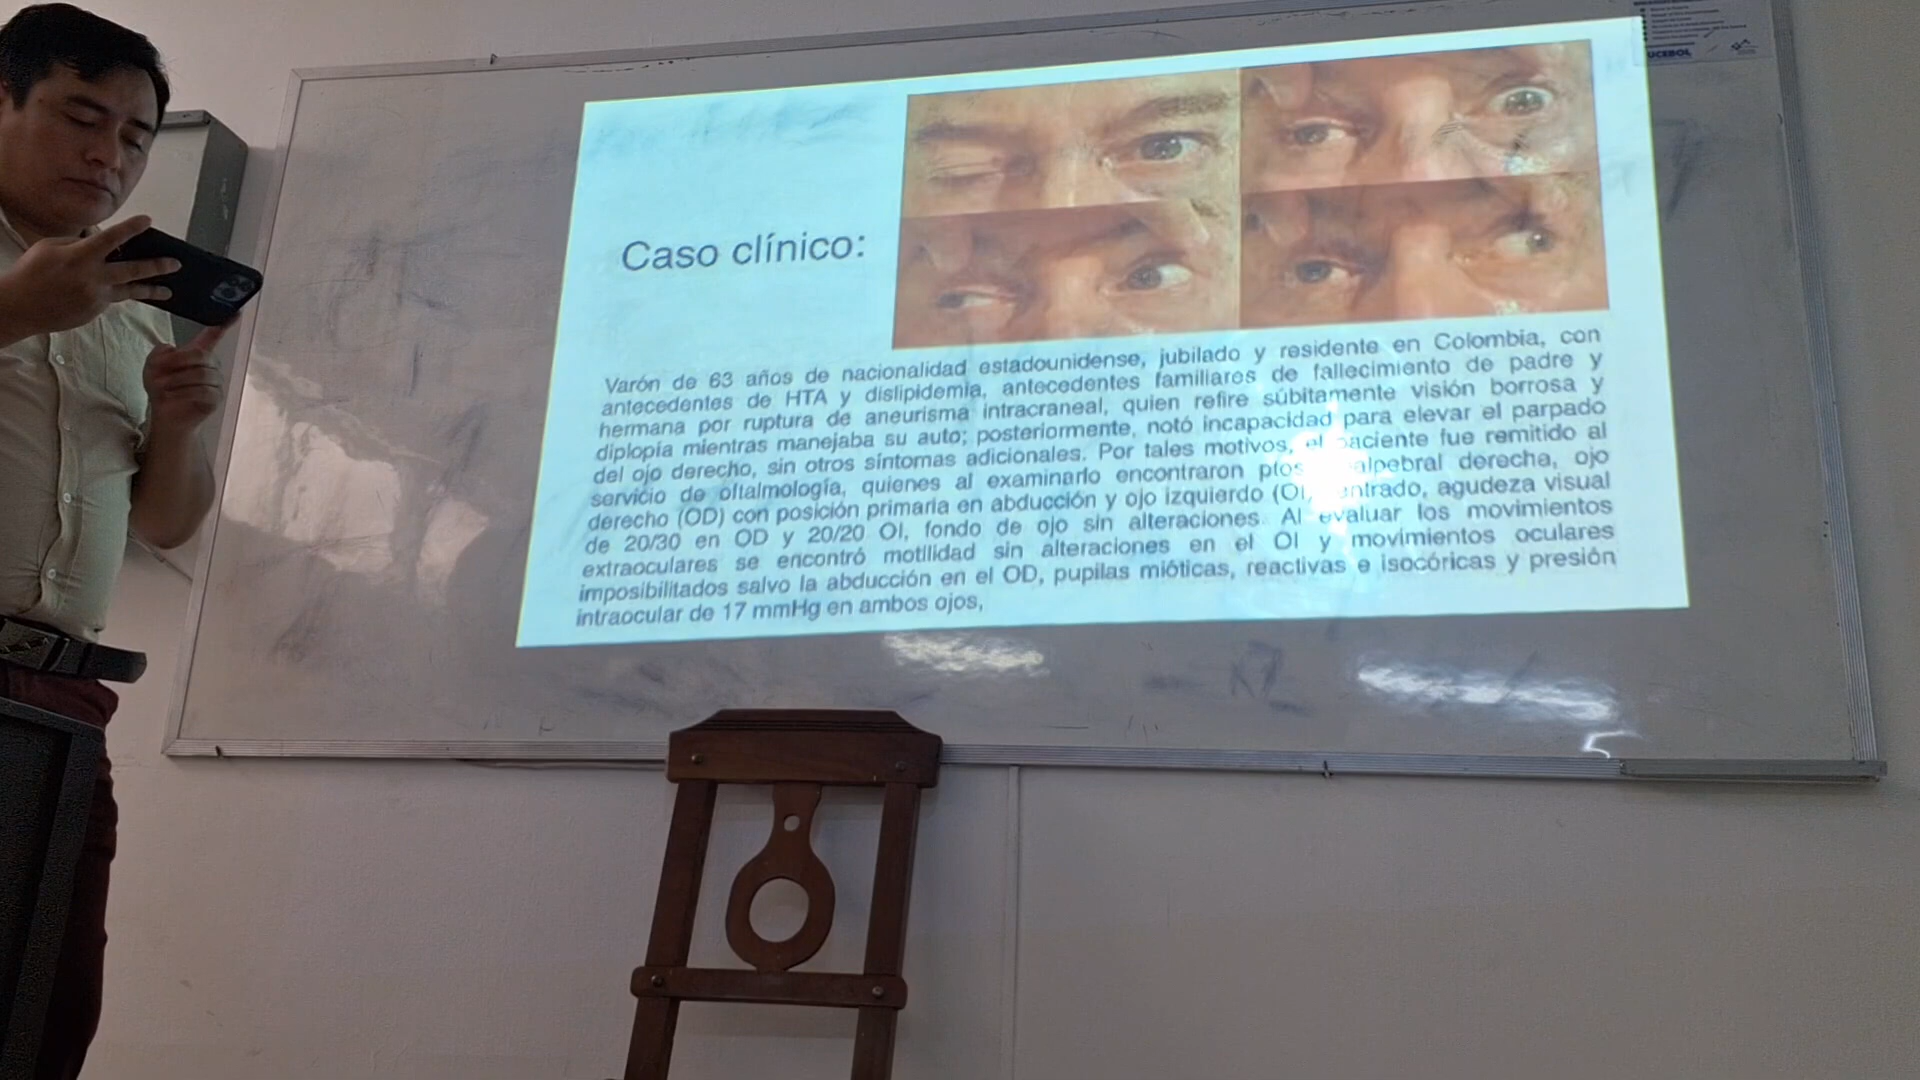 UCEBOL
Caso clínico:
Varón de 63 años de nacionalidad estadounidense, jubilado y residente en Colombia, con
antecedentes de HTA y dislipidemia, antecedentes familiares de fallecimiento de padre y
hermana por ruptura de aneurisma intracraneal, quien refire súbitamente visión borrosa y
diplopía mientras manejaba su auto; posteriormente, notó incapacidad para elevar el parpado
del ojo derecho, sin otros síntomas adicionales. Por tales motivos, el paciente fue remitido al
servicio de oftalmología, quienes al examinarlo encontraron ptos alpebral derecha, ojo
derecho (OD) con posición primaria en abducción y ojo izquierdo (OI, entrado, agudeza visual
de 20/30 en OD y 20/20 OI, fondo de ojo sin alteraciones. Al evaluar los movimientos
extraoculares se encontró motilidad sin alteraciones en el OI y movimientos oculares
imposibilitados salvo la abducción en el OD, pupilas mióticas, reactivas e isocóricas y presión
intraocular de 17 mmHg en ambos ojos,